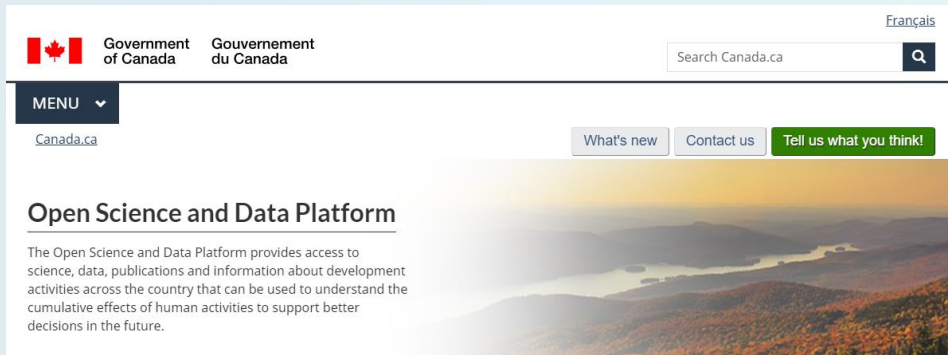 Français
Government of Canada
Gouvernement du Canada
Search Canada.ca
MENU
Canada.ca
What's new
Contact us
Tell us what you think!
Open Science and Data Platform
The Open Science and Data Platform provides access to
science, data, publications and information about development
activities across the country that can be used to understand the
cumulative effects of human activities to support better
decisions in the future.